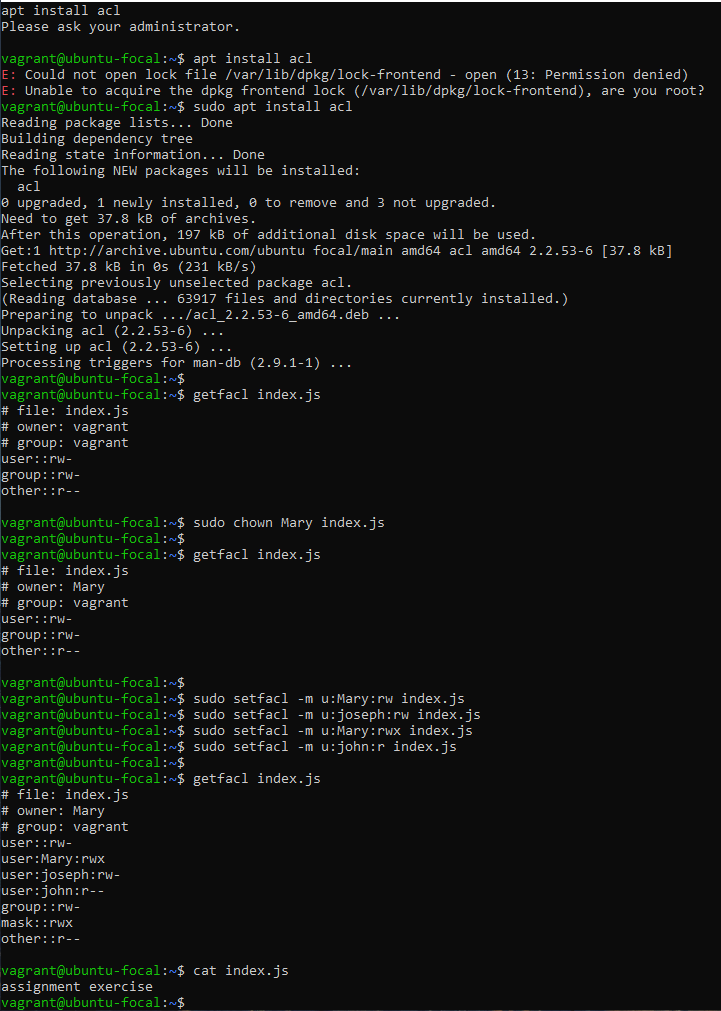 apt install acl
Please ask your administrator.
vagrant@ubuntu-focal:~$ apt install acl
E: Could not open lock file /var/lib/dpkg/lock-frontend - open (13: Permission denied)
E: Unable to acquire the dpkg frontend lock (/var/lib/dpkg/lock-frontend), are you root?
vagrant@ubuntu-focal:~$ sudo apt install acl
Reading package lists... Done
Building dependency tree
Reading state information... Done
The following NEW packages will be installed:
  acl
0 upgraded, 1 newly installed, 0 to remove and 3 not upgraded.
Need to get 37.8 kB of archives.
After this operation, 197 kB of additional disk space will be used.
Get:1 http://archive.ubuntu.com/ubuntu focal/main amd64 acl amd64 2.2.53-6 [37.8 kB]
Fetched 37.8 kB in 0s (231 kB/s)
Selecting previously unselected package acl.
(Reading database ... 63917 files and directories currently installed.)
Preparing to unpack .../acl_2.2.53-6_amd64.deb ...
Unpacking acl (2.2.53-6) ...
Setting up acl (2.2.53-6) ...
Processing triggers for man-db (2.9.1-1) ...
vagrant@ubuntu-focal:~$
vagrant@ubuntu-focal:~$ getfacl index.js
# file: index.js
# owner: vagrant
# group: vagrant
user::rw-
group::rw-
other::r--
vagrant@ubuntu-focal:~$ sudo chown Mary index.js
vagrant@ubuntu-focal:~$
vagrant@ubuntu-focal:~$ getfacl index.js
# file: index.js
# owner: Mary
# group: vagrant
user::rw-
group::rw-
other::r--
vagrant@ubuntu-focal:~$
vagrant@ubuntu-focal:~$ sudo setfacl -m u:Mary:rw index.js
vagrant@ubuntu-focal:~$ sudo setfacl -m u:joseph:rw index.js
vagrant@ubuntu-focal:~$ sudo setfacl -m u:Mary:rwx index.js
vagrant@ubuntu-focal:~$ sudo setfacl -m u:john:r index.js
vagrant@ubuntu-focal:~$
vagrant@ubuntu-focal:~$ getfacl index.js
# file: index.js
# owner: Mary
# group: vagrant
user::rw-
user:Mary:rwx
user:joseph:rw-
user:john:r--
group::rw-
mask::rwx
other::r--
vagrant@ubuntu-focal:~$ cat index.js
assignment exercise
vagrant@ubuntu-focal:~$